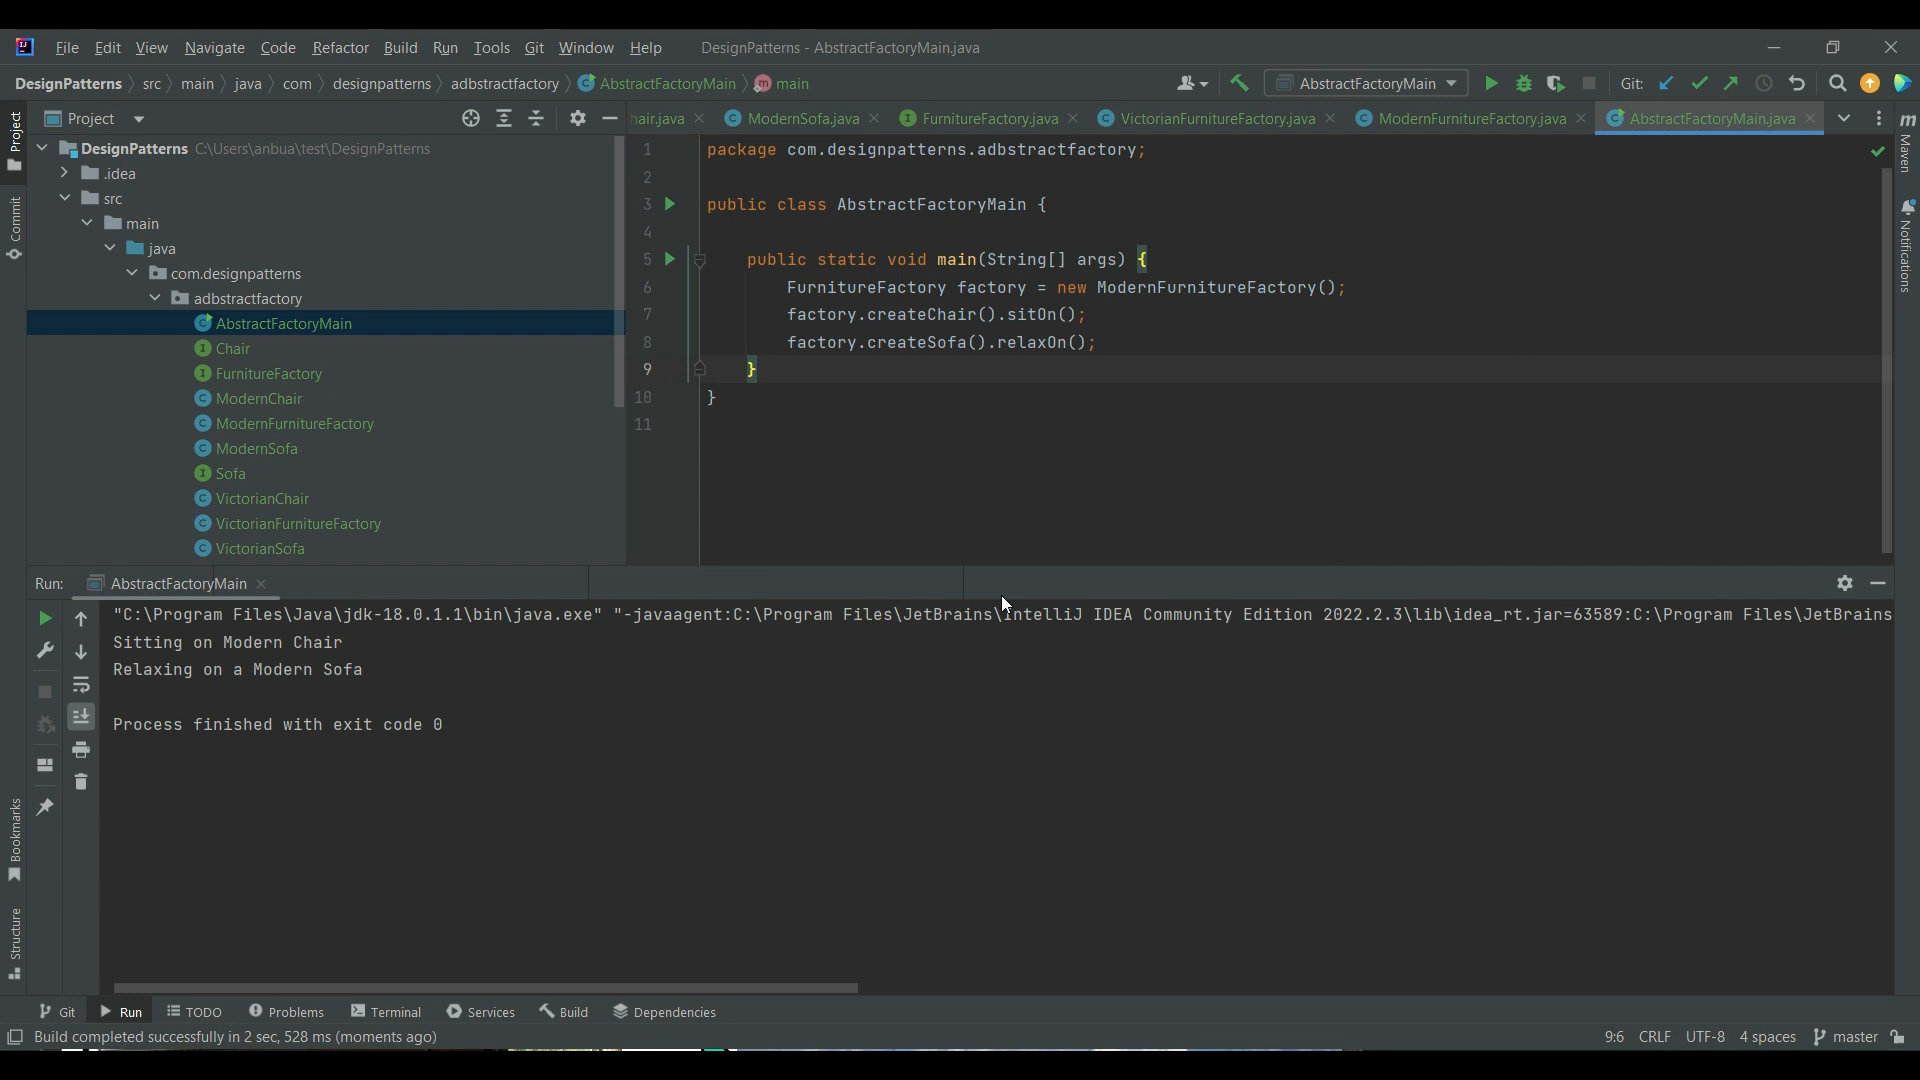 File Edit View Navigate Code Refactor Build Run Tools Git Window Help DesignPatterns - AbstractFactoryMain.java
DesignPatterns src main java com designpatterns adbstractfactory AbstractFactoryMain main AbstractFactoryMain Git:
Project
hair.java ModernSofa.java FurnitureFactory.java VictorianFurnitureFactory.java ModernFurnitureFactory.java AbstractFactoryMain.java
DesignPatterns C:\Users\anbua\test\DesignPatterns
.idea
src
main
java
com.designpatterns
adbstractfactory
AbstractFactoryMain
Chair
FurnitureFactory
ModernChair
ModernFurnitureFactory
ModernSofa
Sofa
VictorianChair
VictorianFurnitureFactory
VictorianSofa
1 package com.designpatterns.adbstractfactory;
2
3 public class AbstractFactoryMain {
4
5 public static void main(String[] args) {
6 FurnitureFactory factory = new ModernFurnitureFactory();
7 factory.createChair().sitOn();
8 factory.createSofa().relaxOn();
9 }
10 }
11
Project
Commit
Bookmarks
Structure
Maven
Notifications
Run: AbstractFactoryMain
"C:\Program Files\Java\jdk-18.0.1.1\bin\java.exe" "-javaagent:C:\Program Files\JetBrains\IntelliJ IDEA Community Edition 2022.2.3\lib\idea_rt.jar=63589:C:\Program Files\JetBrains
Sitting on Modern Chair
Relaxing on a Modern Sofa
Process finished with exit code 0
Git Run TODO Problems Terminal Services Build Dependencies
Build completed successfully in 2 sec, 528 ms (moments ago) 9:6 CRLF UTF-8 4 spaces master